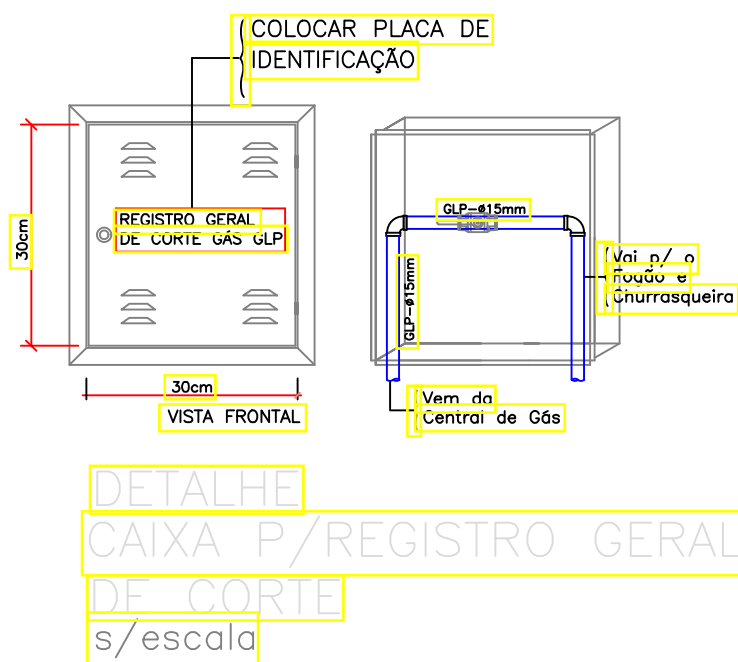 COLOCAR PLACA DE
IDENTIFICAÇÃO
REGISTRO GERAL
DE CORTE GÁS GLP
30cm
30cm
VISTA FRONTAL
GLP-ø15mm
GLP-ø15mm
Vai p/ o
Fogão e
Churrasqueira
Vem da
Central de Gás
DETALHE
CAIXA P/REGISTRO GERAL
DE CORTE
s/escala